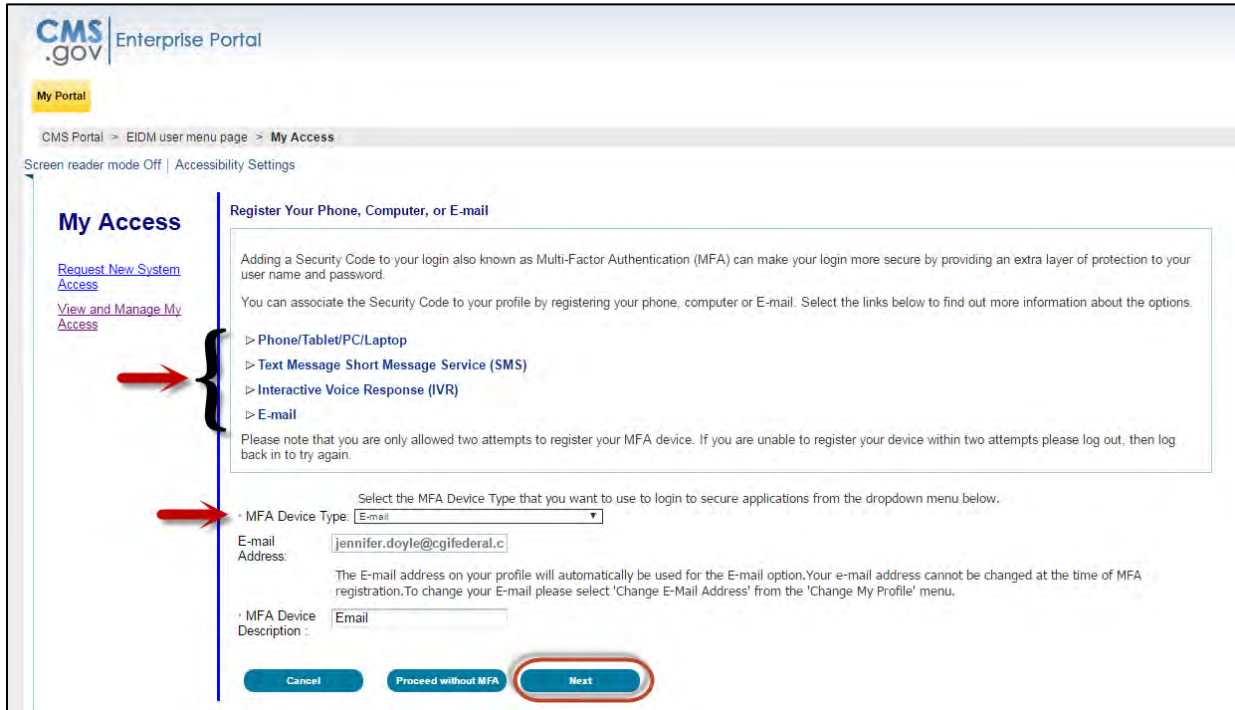 CMS
.gov
Enterprise Portal
My Portal
CMS Portal > EIDM user menu page > My Access
Screen reader mode Off | Accessibility Settings
My Access
Request New System
Access
View and Manage My
Access
Register Your Phone, Computer, or E-mail
Adding a Security Code to your login also known as Multi-Factor Authentication (MFA) can make your login more secure by providing an extra layer of protection to your
user name and password.
You can associate the Security Code to your profile by registering your phone, computer or E-mail. Select the links below to find out more information about the options.
Phone/Tablet/PC/Laptop
Text Message Short Message Service (SMS)
Interactive Voice Response (IVR)
E-mail
Please note that you are only allowed two attempts to register your MFA device. If you are unable to register your device within two attempts please log out, then log
back in to try again.
Select the MFA Device Type that you want to use to login to secure applications from the dropdown menu below.
MFA Device Type: E-mail
E-mail
Address:
jennifer.doyle@cgifederal.c
The E-mail address on your profile will automatically be used for the E-mail option.Your e-mail address cannot be changed at the time of MFA
registration.To change your E-mail please select 'Change E-Mail Address' from the 'Change My Profile' menu.
MFA Device
Description :
Email
Cancel
Proceed without MFA
Next